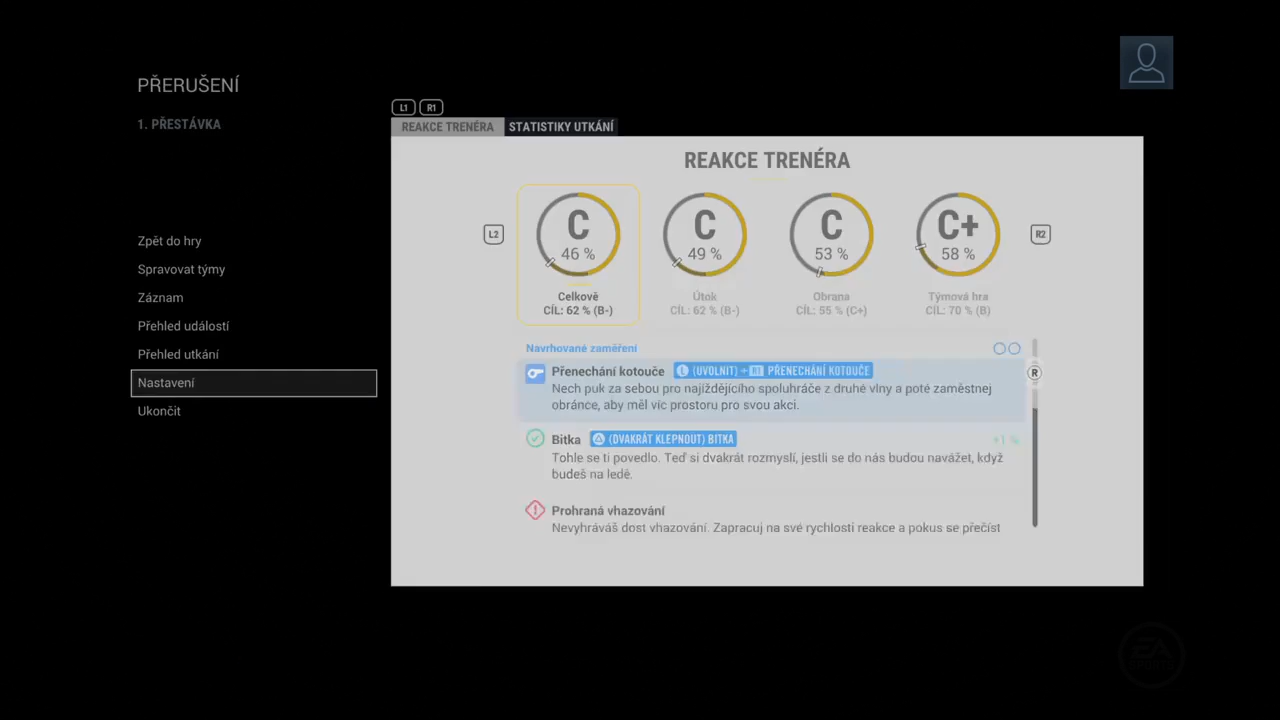 PŘERUŠENÍ
1. PŘESTÁVKA
Zpět do hry
Spravovat týmy
Záznam
Přehled událostí
Přehled utkání
Nastavení
Ukončit
L1 R1
REAKCE TRENÉRA STATISTIKY UTKÁNÍ
REAKCE TRENÉRA
L2
C
46 %
Celkově
CÍL: 62 % (B-)
C
49 %
Útok
CÍL: 62 % (B-)
C
53 %
Obrana
CÍL: 55 % (C+)
C+
58 %
Týmová hra
CÍL: 70 % (B)
R2
Navrhované zaměření
Přenechání kotouče L (UVOLNIT) + R1 PŘENECHÁNÍ KOTOUČE
R
Nech puk za sebou pro najíždějícího spoluhráče z druhé vlny a poté zaměstnej
obránce, aby měl víc prostoru pro svou akci.
Bitka (DVAKRÁT KLEPNOUT) BITKA +1 %
Tohle se ti povedlo. Teď si dvakrát rozmyslí, jestli se do nás budou navážet, když
budeš na ledě.
Prohraná vhazování
Nevyhráváš dost vhazování. Zapracuj na své rychlosti reakce a pokus se přečíst
EA
SPORTS